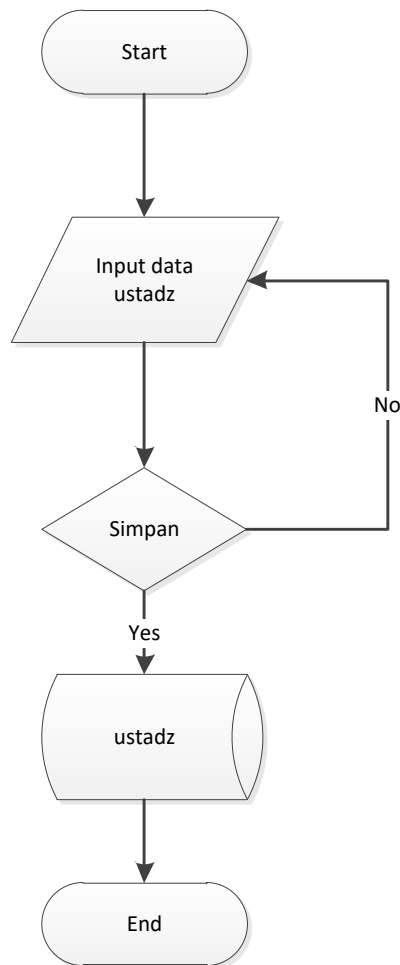 Start
Input data
ustadz
No
Simpan
Yes
ustadz
End